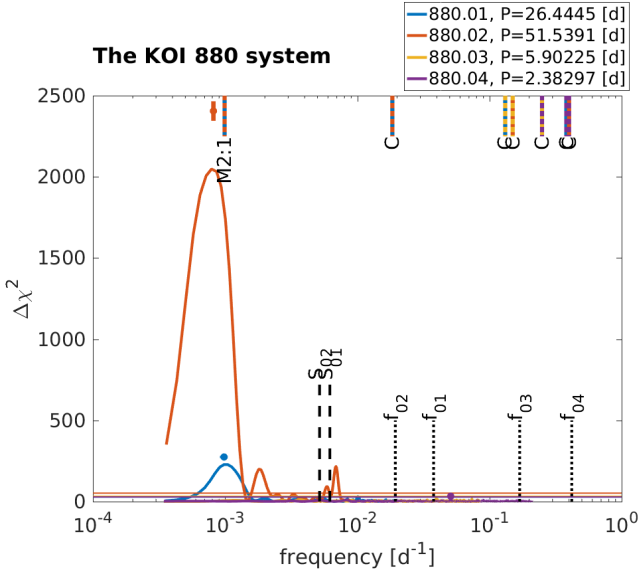 880.01, P=26.4445 [d]
880.02, P=51.5391 [d]
880.03, P=5.90225 [d]
880.04, P=2.38297 [d]
The KOI 880 system
2500
2000
1500
1000
500
0
Δχ²
M2:1
C
C
C
C
C
C
S02
S01
f02
f01
f03
f04
10⁻⁴
10⁻³
10⁻²
10⁻¹
10⁰
frequency [d⁻¹]